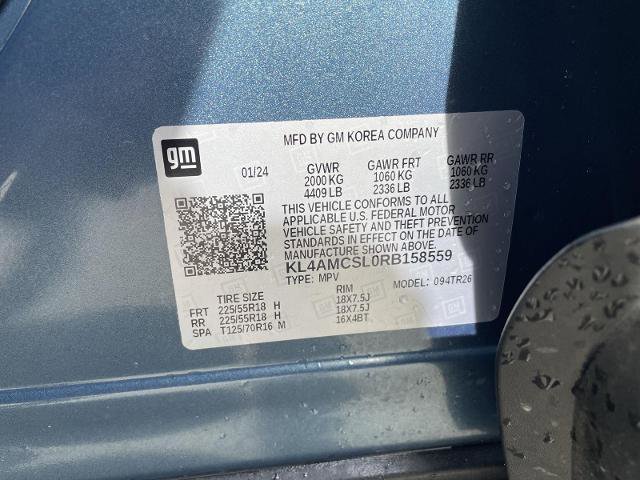 gm
MFD BY GM KOREA COMPANY
01/24 GVWR GAWR FRT GAWR RR
2000 KG 1060 KG 1060 KG
4409 LB 2336 LB 2336 LB
THIS VEHICLE CONFORMS TO ALL
APPLICABLE U.S. FEDERAL MOTOR
VEHICLE SAFETY AND THEFT PREVENTION
STANDARDS IN EFFECT ON THE DATE OF
MANUFACTURE SHOWN ABOVE.
KL4AMCSL0RB158559
TYPE: MPV MODEL: 094TR26
TIRE SIZE RIM
FRT 225/55R18 H 18X7.5J
RR 225/55R18 H 18X7.5J
SPA T125/70R16 M 16X4BT